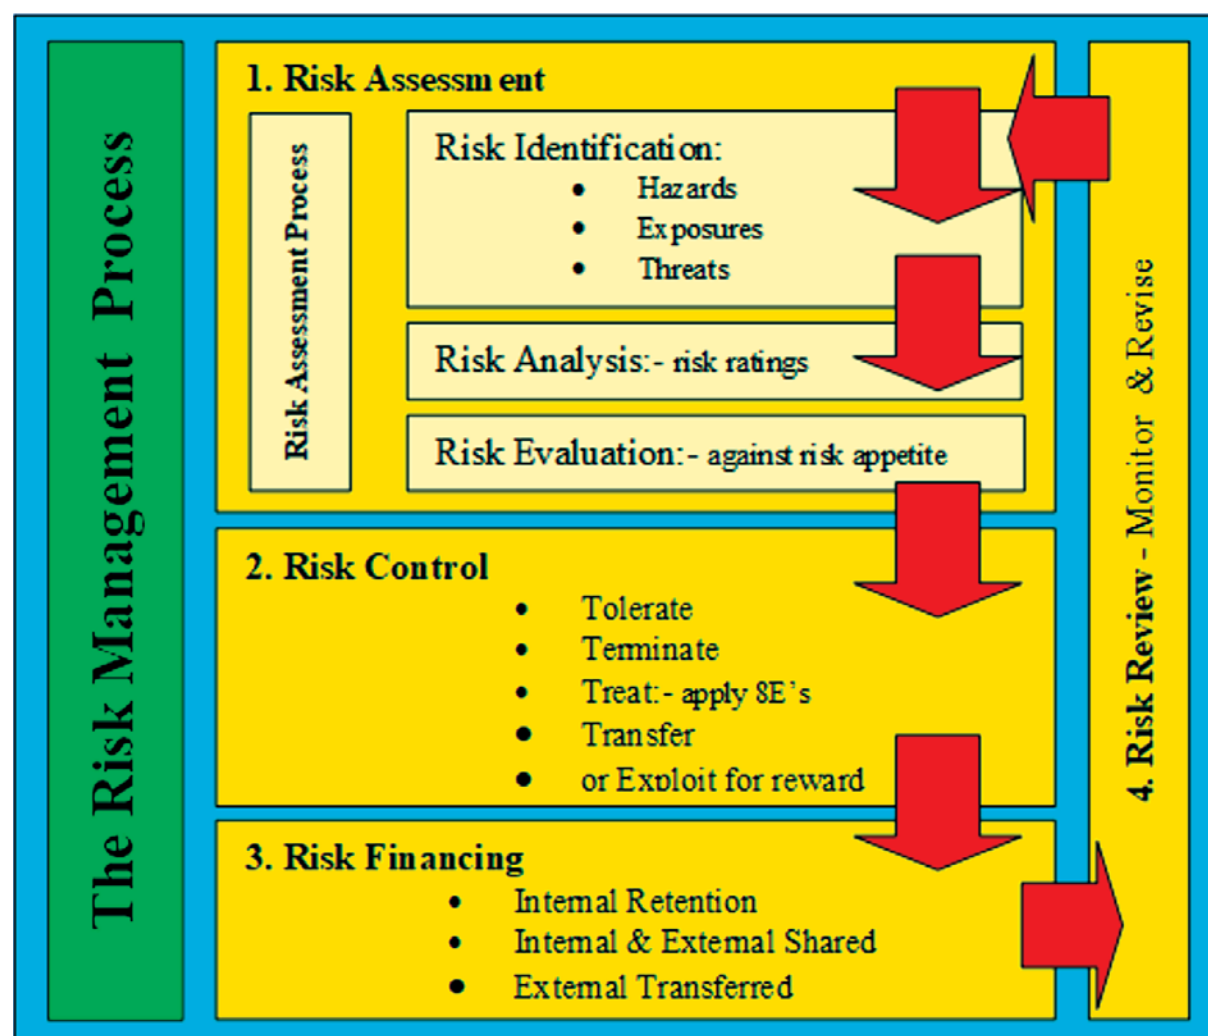 The Risk Management Process
1. Risk Assessment
Risk Assessment Process
Risk Identification:
• Hazards
• Exposures
• Threats
Risk Analysis:- risk ratings
Risk Evaluation:- against risk appetite
2. Risk Control
• Tolerate
• Terminate
• Treat:- apply 8E’s
• Transfer
• or Exploit for reward
3. Risk Financing
• Internal Retention
• Internal & External Shared
• External Transferred
4. Risk Review - Monitor & Revise